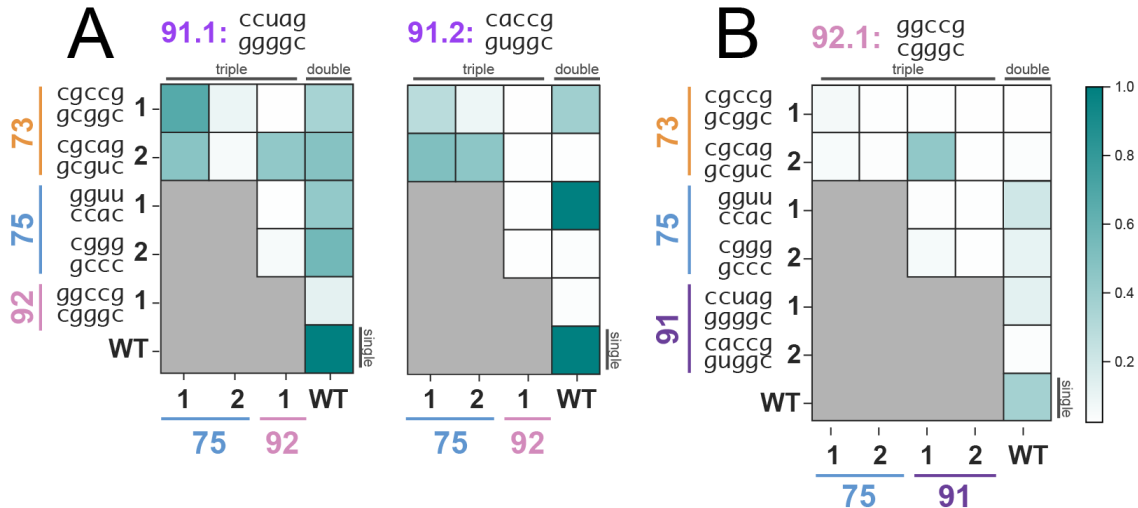 A
91.1: ccuag
ggggc
91.2: caccg
guggc
B
92.1: ggccg
cgggc
triple double
triple double
triple double
73
cgccg
gcggc
1
cgcag
gcguc
2
75
gguu
ccac
1
cggg
gccc
2
92
ggccg
cgggc
1
WT
single
1 2 1 WT
75 92
single
1 2 1 WT
75 92
73
cgccg
gcggc
1
cgcag
gcguc
2
75
gguu
ccac
1
cggg
gccc
2
91
ccuag
ggggc
1
caccg
guggc
2
WT
single
1 2 1 2 WT
75 91
1.0
0.8
0.6
0.4
0.2